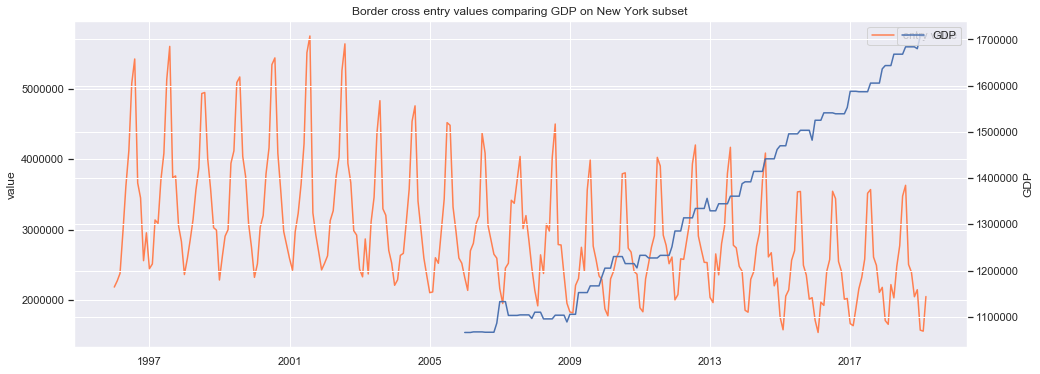 Border cross entry values comparing GDP on New York subset
GDP
5000000
4000000
3000000
2000000
value
1700000
1600000
1500000
1400000
1300000
1200000
1100000
GDP
1997 2001 2005 2009 2013 2017